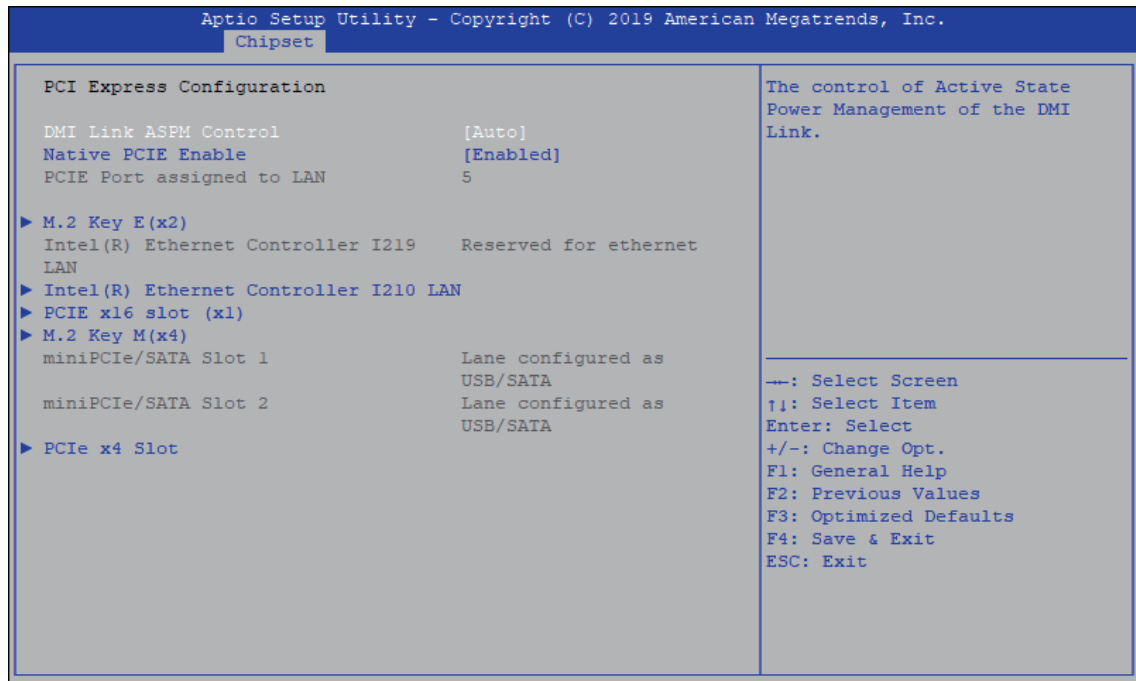 Aptio Setup Utility - Copyright (C) 2019 American Megatrends, Inc.
Chipset
PCI Express Configuration
DMI Link ASPM Control [Auto]
Native PCIE Enable [Enabled]
PCIE Port assigned to LAN 5
► M.2 Key E(x2)
Intel(R) Ethernet Controller I219 Reserved for ethernet
LAN
► Intel(R) Ethernet Controller I210 LAN
► PCIE x16 slot (x1)
► M.2 Key M(x4)
miniPCIe/SATA Slot 1 Lane configured as
USB/SATA
miniPCIe/SATA Slot 2 Lane configured as
USB/SATA
► PCIe x4 Slot
The control of Active State
Power Management of the DMI
Link.
→←: Select Screen
↑↓: Select Item
Enter: Select
+/-: Change Opt.
F1: General Help
F2: Previous Values
F3: Optimized Defaults
F4: Save & Exit
ESC: Exit